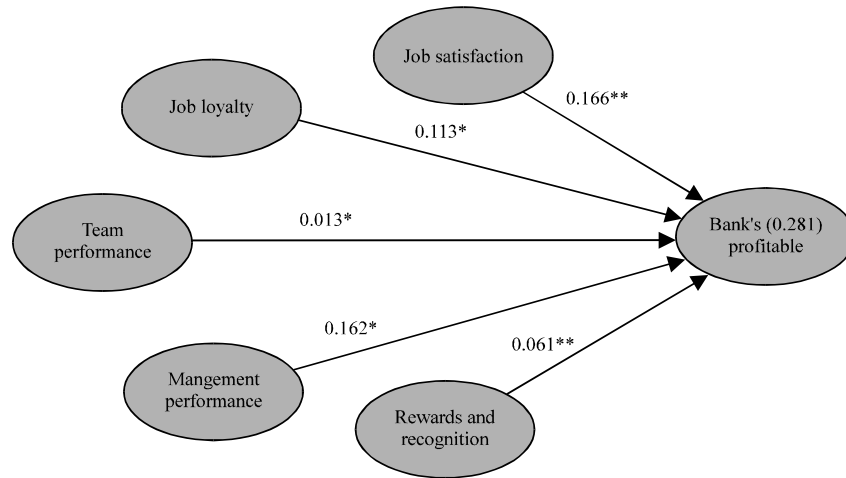 Job satisfaction
0.166**
Job loyalty
0.113*
Team
performance
0.013*
Bank's (0.281)
profitable
Mangement
performance
0.162*
Rewards and
recognition
0.061**